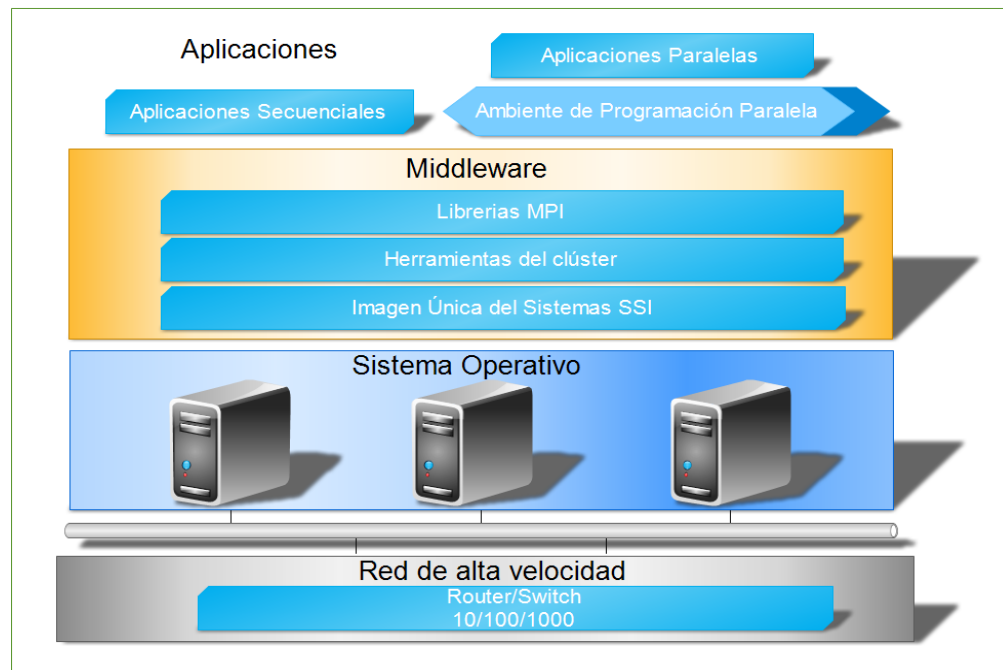 Aplicaciones
Aplicaciones Paralelas
Aplicaciones Secuenciales
Ambiente de Programación Paralela
Middleware
Librerias MPI
Herramientas del clúster
Imagen Única del Sistemas SSI
Sistema Operativo
Red de alta velocidad
Router/Switch
10/100/1000